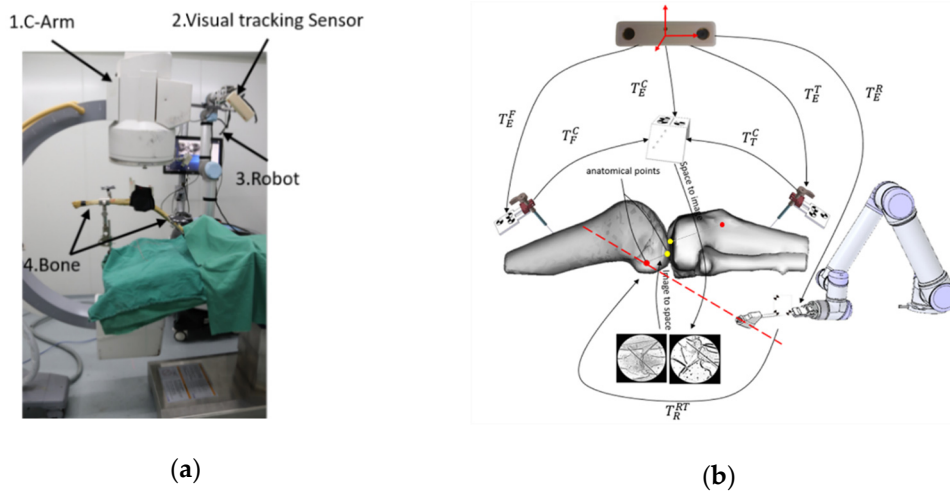 1.C-Arm
2.Visual tracking Sensor
3.Robot
4.Bone
(a)
T_E^F
T_F^C
T_E^C
T_T^C
T_E^T
T_E^R
anatomical points
Space to image
Image to space
T_R^{RT}
(b)